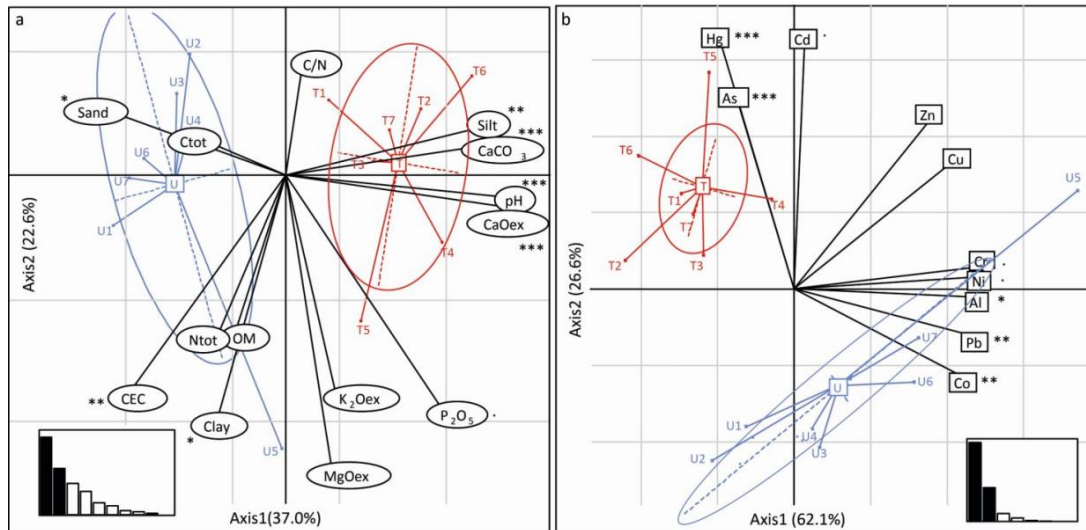 a
U2
U3
U4
U6
U7
U
U1
U5
* Sand
Ctot
C/N
T6
T1
T2
T7
T3
T
T4
T5
Silt **
CaCO3 ***
pH ***
CaOex ***
Ntot
OM
** CEC
Clay *
K2Oex
P2O5 .
MgOex
Axis2 (22.6%)
Axis1(37.0%)
b
Hg ***
Cd .
T5
As ***
Zn
Cu
U5
T6
T
T1
T4
T7
T2
T3
Cr .
Ni .
Al *
Pb **
Co **
U7
U6
U
U1
U4
U2
U3
Axis2 (26.6%)
Axis1 (62.1%)